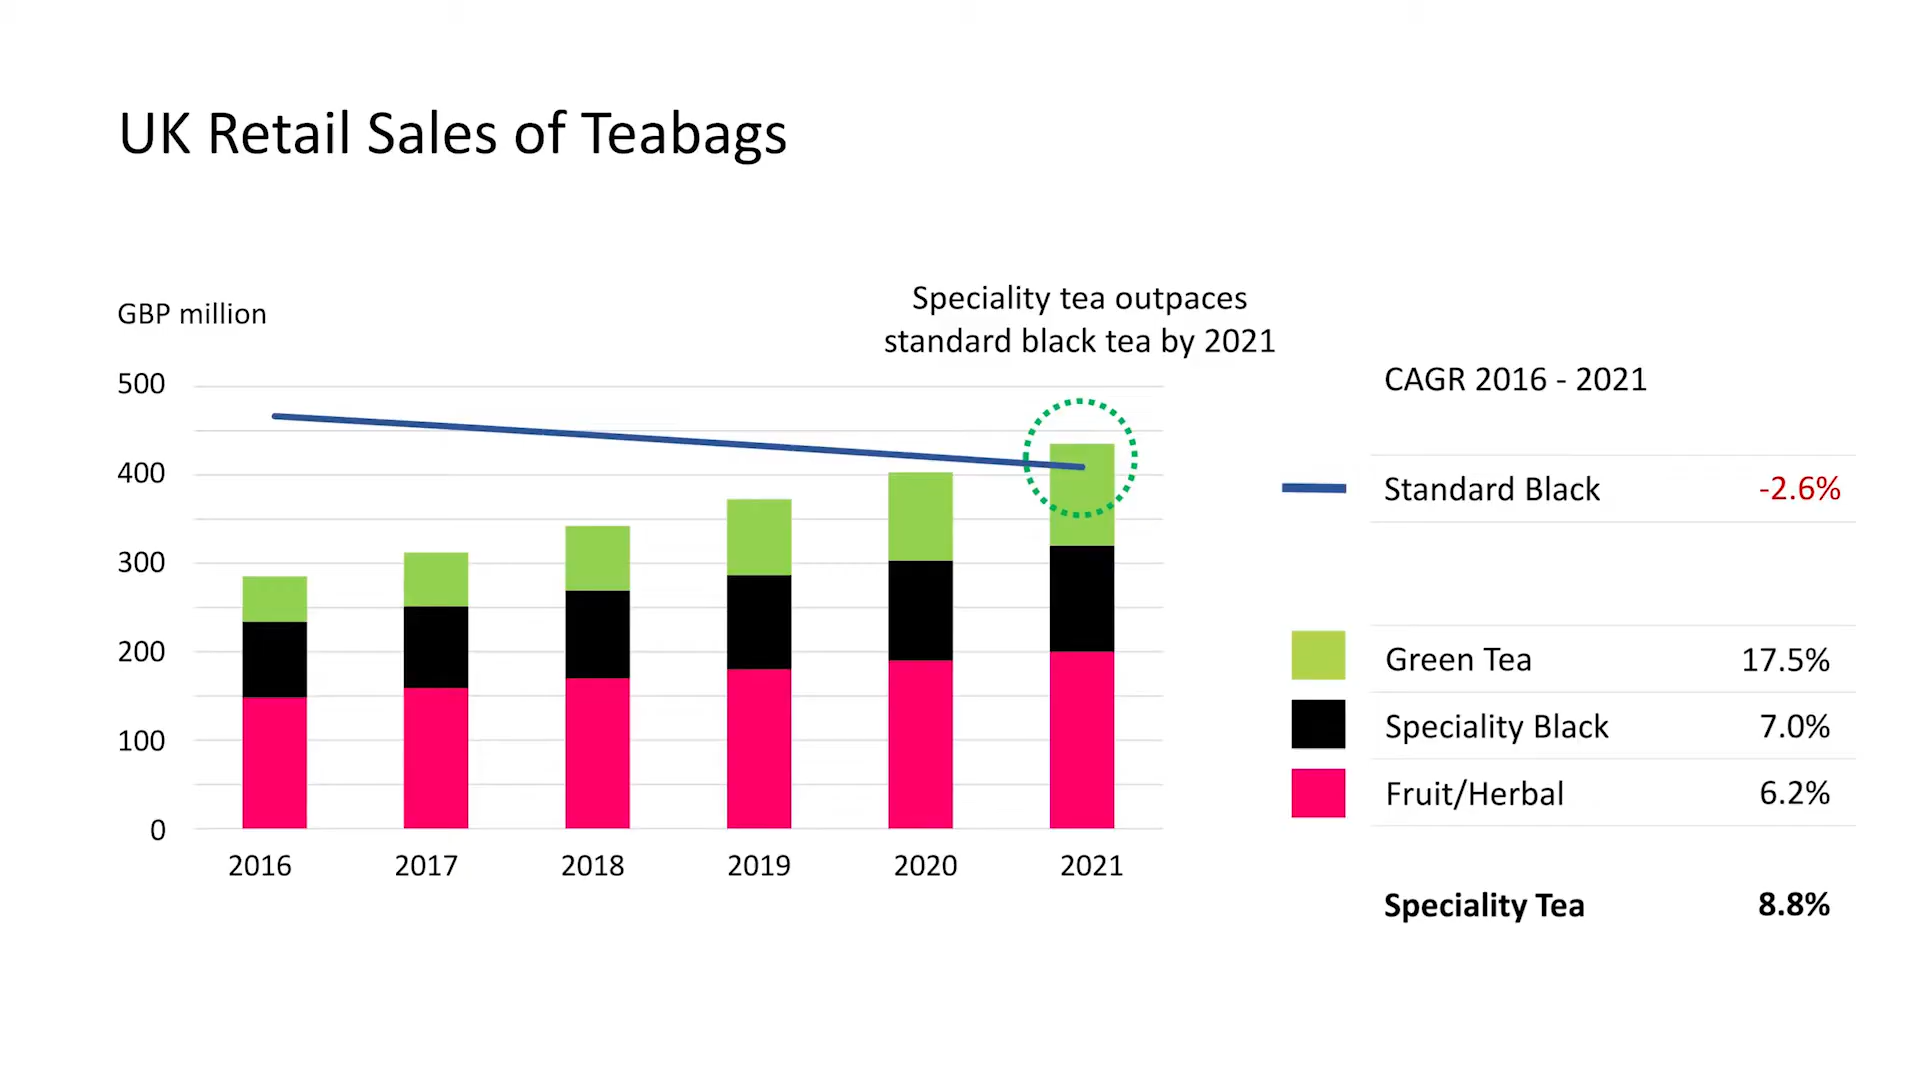 UK Retail Sales of Teabags
GBP million
Speciality tea outpaces
standard black tea by 2021
500
400
300
200
100
0
2016 2017 2018 2019 2020 2021
CAGR 2016 - 2021
Standard Black -2.6%
Green Tea 17.5%
Speciality Black 7.0%
Fruit/Herbal 6.2%
Speciality Tea 8.8%